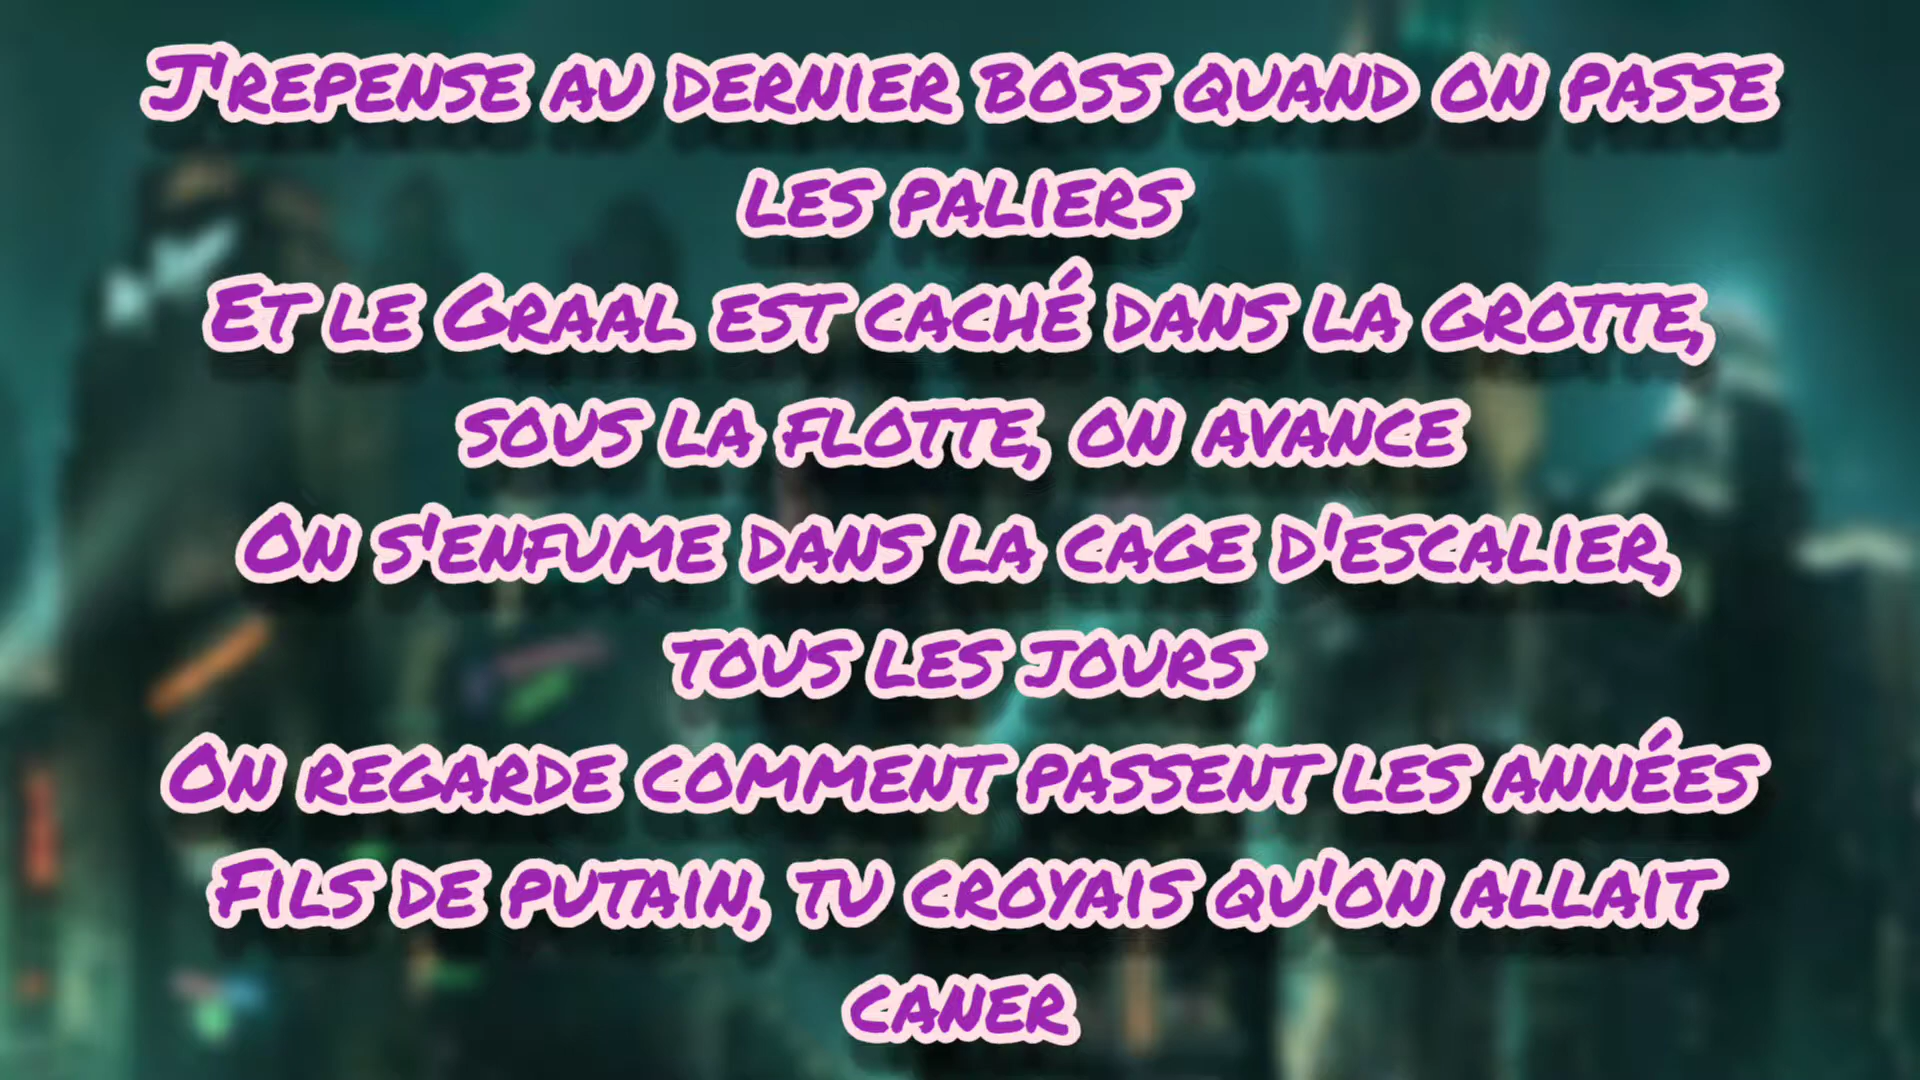 J'repense au dernier boss quand on passe
les paliers
Et le Graal est caché dans la grotte,
sous la flotte, on avance
On s'enfume dans la cage d'escalier,
tous les jours
On regarde comment passent les années
Fils de putain, tu croyais qu'on allait
caner